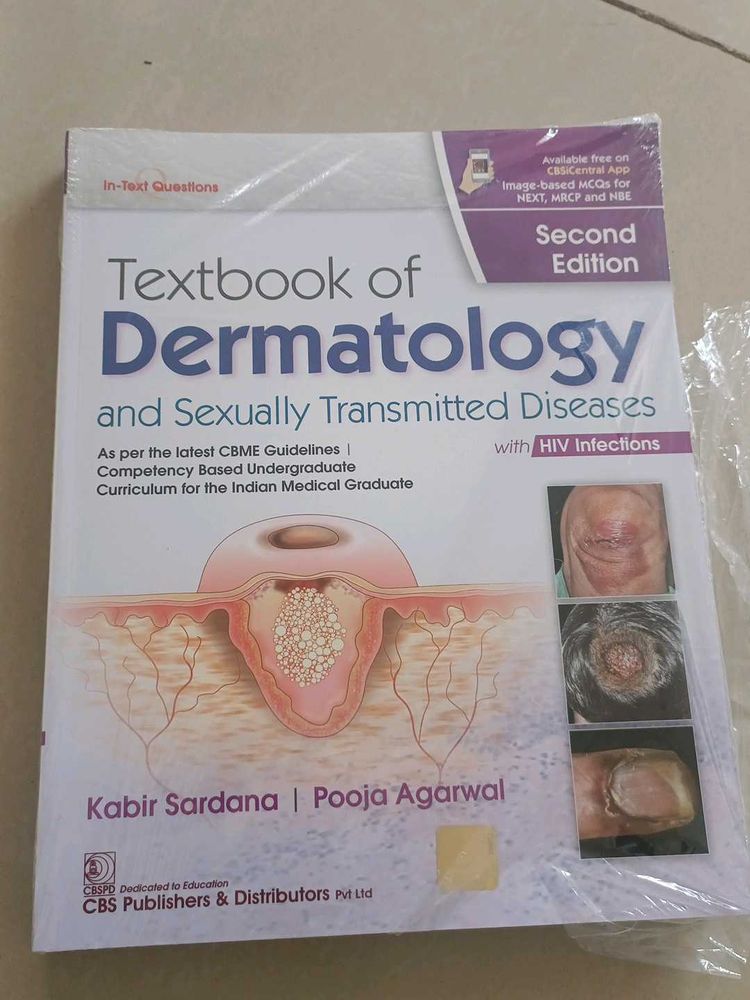 In-Text Questions
Available free on
CBSiCentral App
Image-based MCQs for
NEXT, MRCP and NBE
Second
Edition
Textbook of
Dermatology
and Sexually Transmitted Diseases
with HIV Infections
As per the latest CBME Guidelines |
Competency Based Undergraduate
Curriculum for the Indian Medical Graduate
Kabir Sardana | Pooja Agarwal
CBSPD
Dedicated to Education
CBS Publishers & Distributors Pvt Ltd